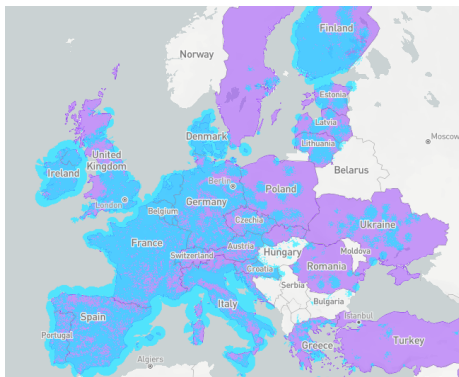 Finland
Norway
Estonia
Latvia
Moscow
Denmark
Lithuania
United
Kingdom
Ireland
Belarus
Berlin
London
Poland
Germany
Belgium
Czechia
Ukraine
France
Austria
Hungary
Moldova
Switzerland
Romania
Croatia
Serbia
Italy
Bulgaria
Spain
Portugal
Istanbul
Greece
Turkey
Algiers